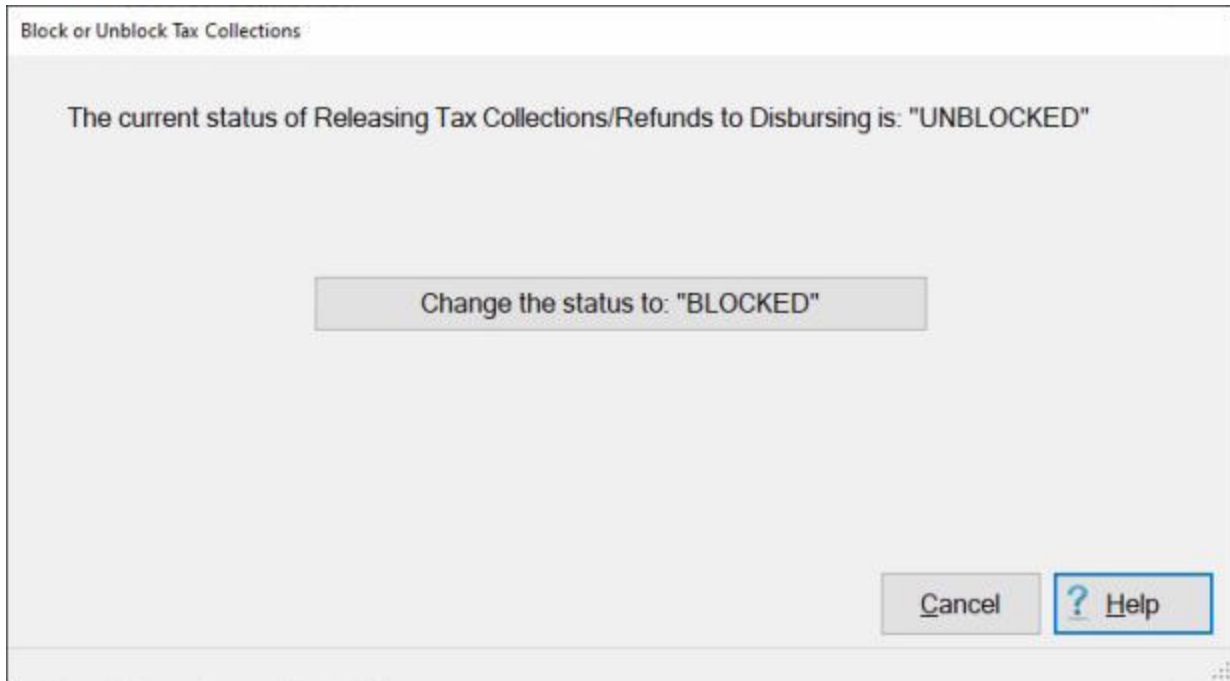 Block or Unblock Tax Collections
The current status of Releasing Tax Collections/Refunds to Disbursing is: "UNBLOCKED"
Change the status to: "BLOCKED"
Cancel
? Help